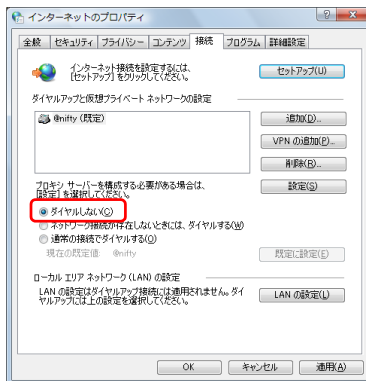 インターネットのプロパティ
全般 セキュリティ プライバシー コンテンツ 接続 プログラム 詳細設定
インターネット接続を設定するには、
[セットアップ] をクリックしてください。
セットアップ(U)
ダイヤルアップと仮想プライベート ネットワークの設定
@nifty (既定)
追加(D)...
VPN の追加(P)...
削除(R)...
プロキシ サーバーを構成する必要がある場合は、
[設定] を選択してください。
設定(S)
ダイヤルしない(C)
ネットワーク接続が存在しないときには、ダイヤルする(W)
通常の接続でダイヤルする(O)
現在の既定値: @nifty
既定に設定(E)
ローカル エリア ネットワーク (LAN) の設定
LAN の設定はダイヤルアップ接続には適用されません。ダイ
ヤルアップには上の設定を選択してください。
LAN の設定(L)
OK キャンセル 適用(A)